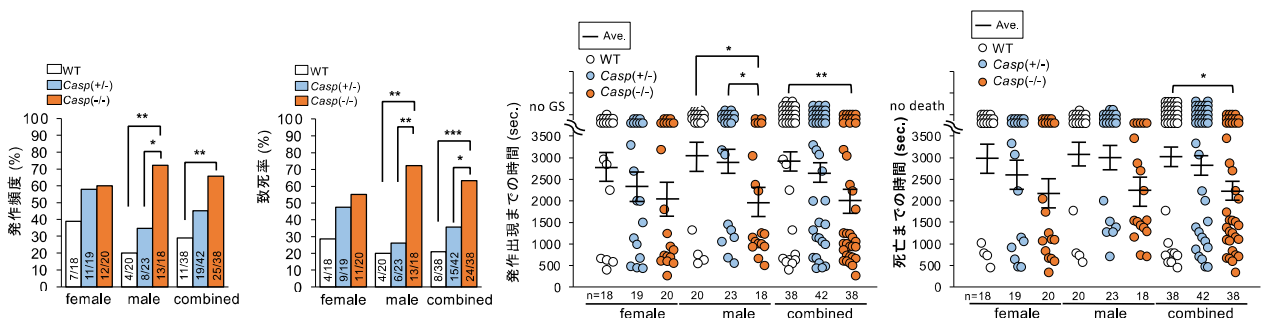 WT
Casp(+/-)
Casp(-/-)
発作頻度 (%)
100
90
80
70
60
50
40
30
20
10
0
**
*
**
7/18
11/19
12/20
4/20
8/23
13/18
11/38
19/42
25/38
female male combined
WT
Casp(+/-)
Casp(-/-)
致死率 (%)
100
90
80
70
60
50
40
30
20
10
0
**
**
***
*
4/18
9/19
11/20
4/20
6/23
13/18
8/38
15/42
24/38
female male combined
Ave.
WT
Casp(+/-)
Casp(-/-)
*
*
**
発作出現までの時間 (sec.)
no GS
3500
3000
2500
2000
1500
1000
500
0
n=18 19 20 20 23 18 38 42 38
female male combined
Ave.
WT
Casp(+/-)
Casp(-/-)
*
死亡までの時間 (sec.)
no death
3500
3000
2500
2000
1500
1000
500
0
n=18 19 20 20 23 18 38 42 38
female male combined